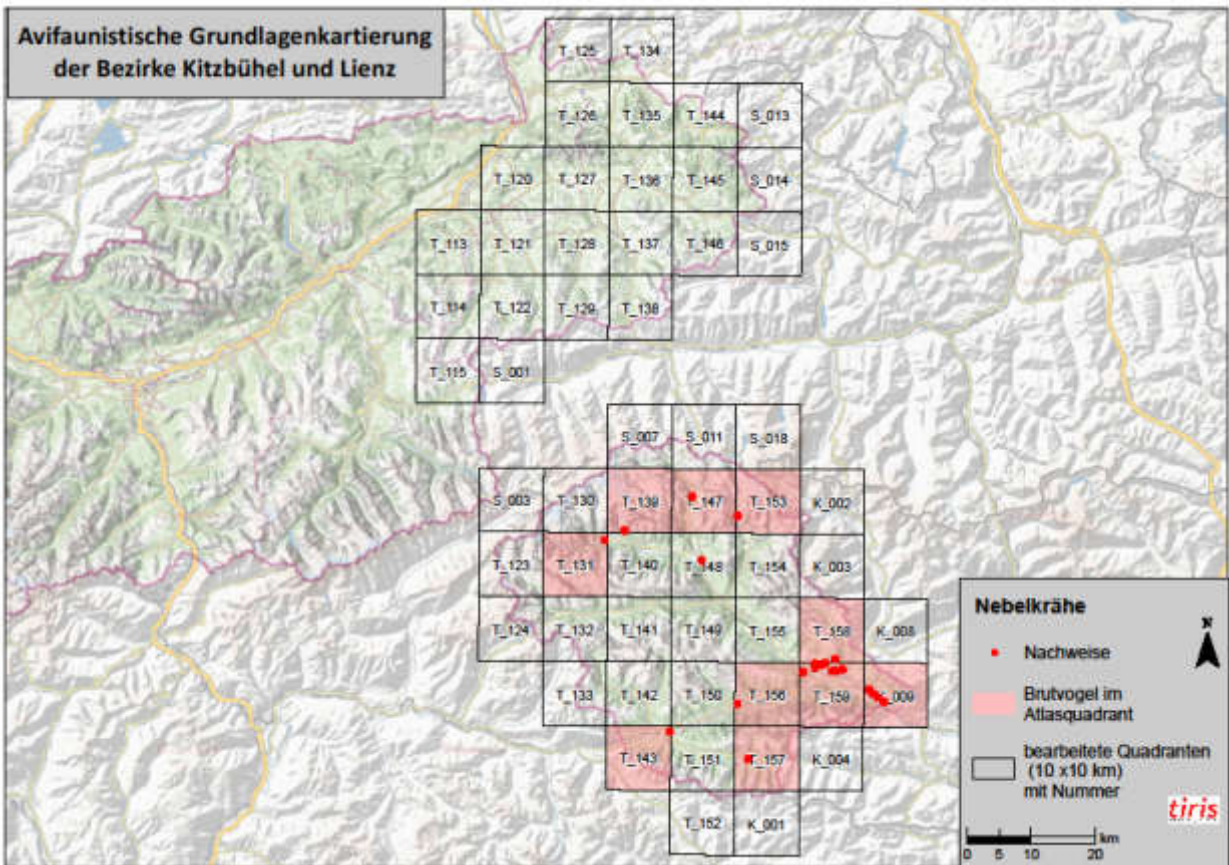 Avifaunistische Grundlagenkartierung
der Bezirke Kitzbühel und Lienz
T_125 T_134
T_126 T_135 T_144 S_013
T_120 T_127 T_136 T_145 S_014
T_113 T_121 T_128 T_137 T_146 S_015
T_114 T_122 T_129 T_138
T_115 S_001
S_007 S_011 S_018
S_003 T_130 T_139 T_147 T_153 K_002
T_123 T_131 T_140 T_148 T_154 K_003
T_124 T_132 T_141 T_149 T_155 T_158 K_008
T_133 T_142 T_150 T_156 T_159 K_009
T_143 T_151 T_157 K_004
T_152 K_001
Nebelkrähe
N
Nachweise
Brutvogel im
Atlasquadrant
bearbeitete Quadranten
(10 x10 km)
mit Nummer
tiris
km
0 5 10 20